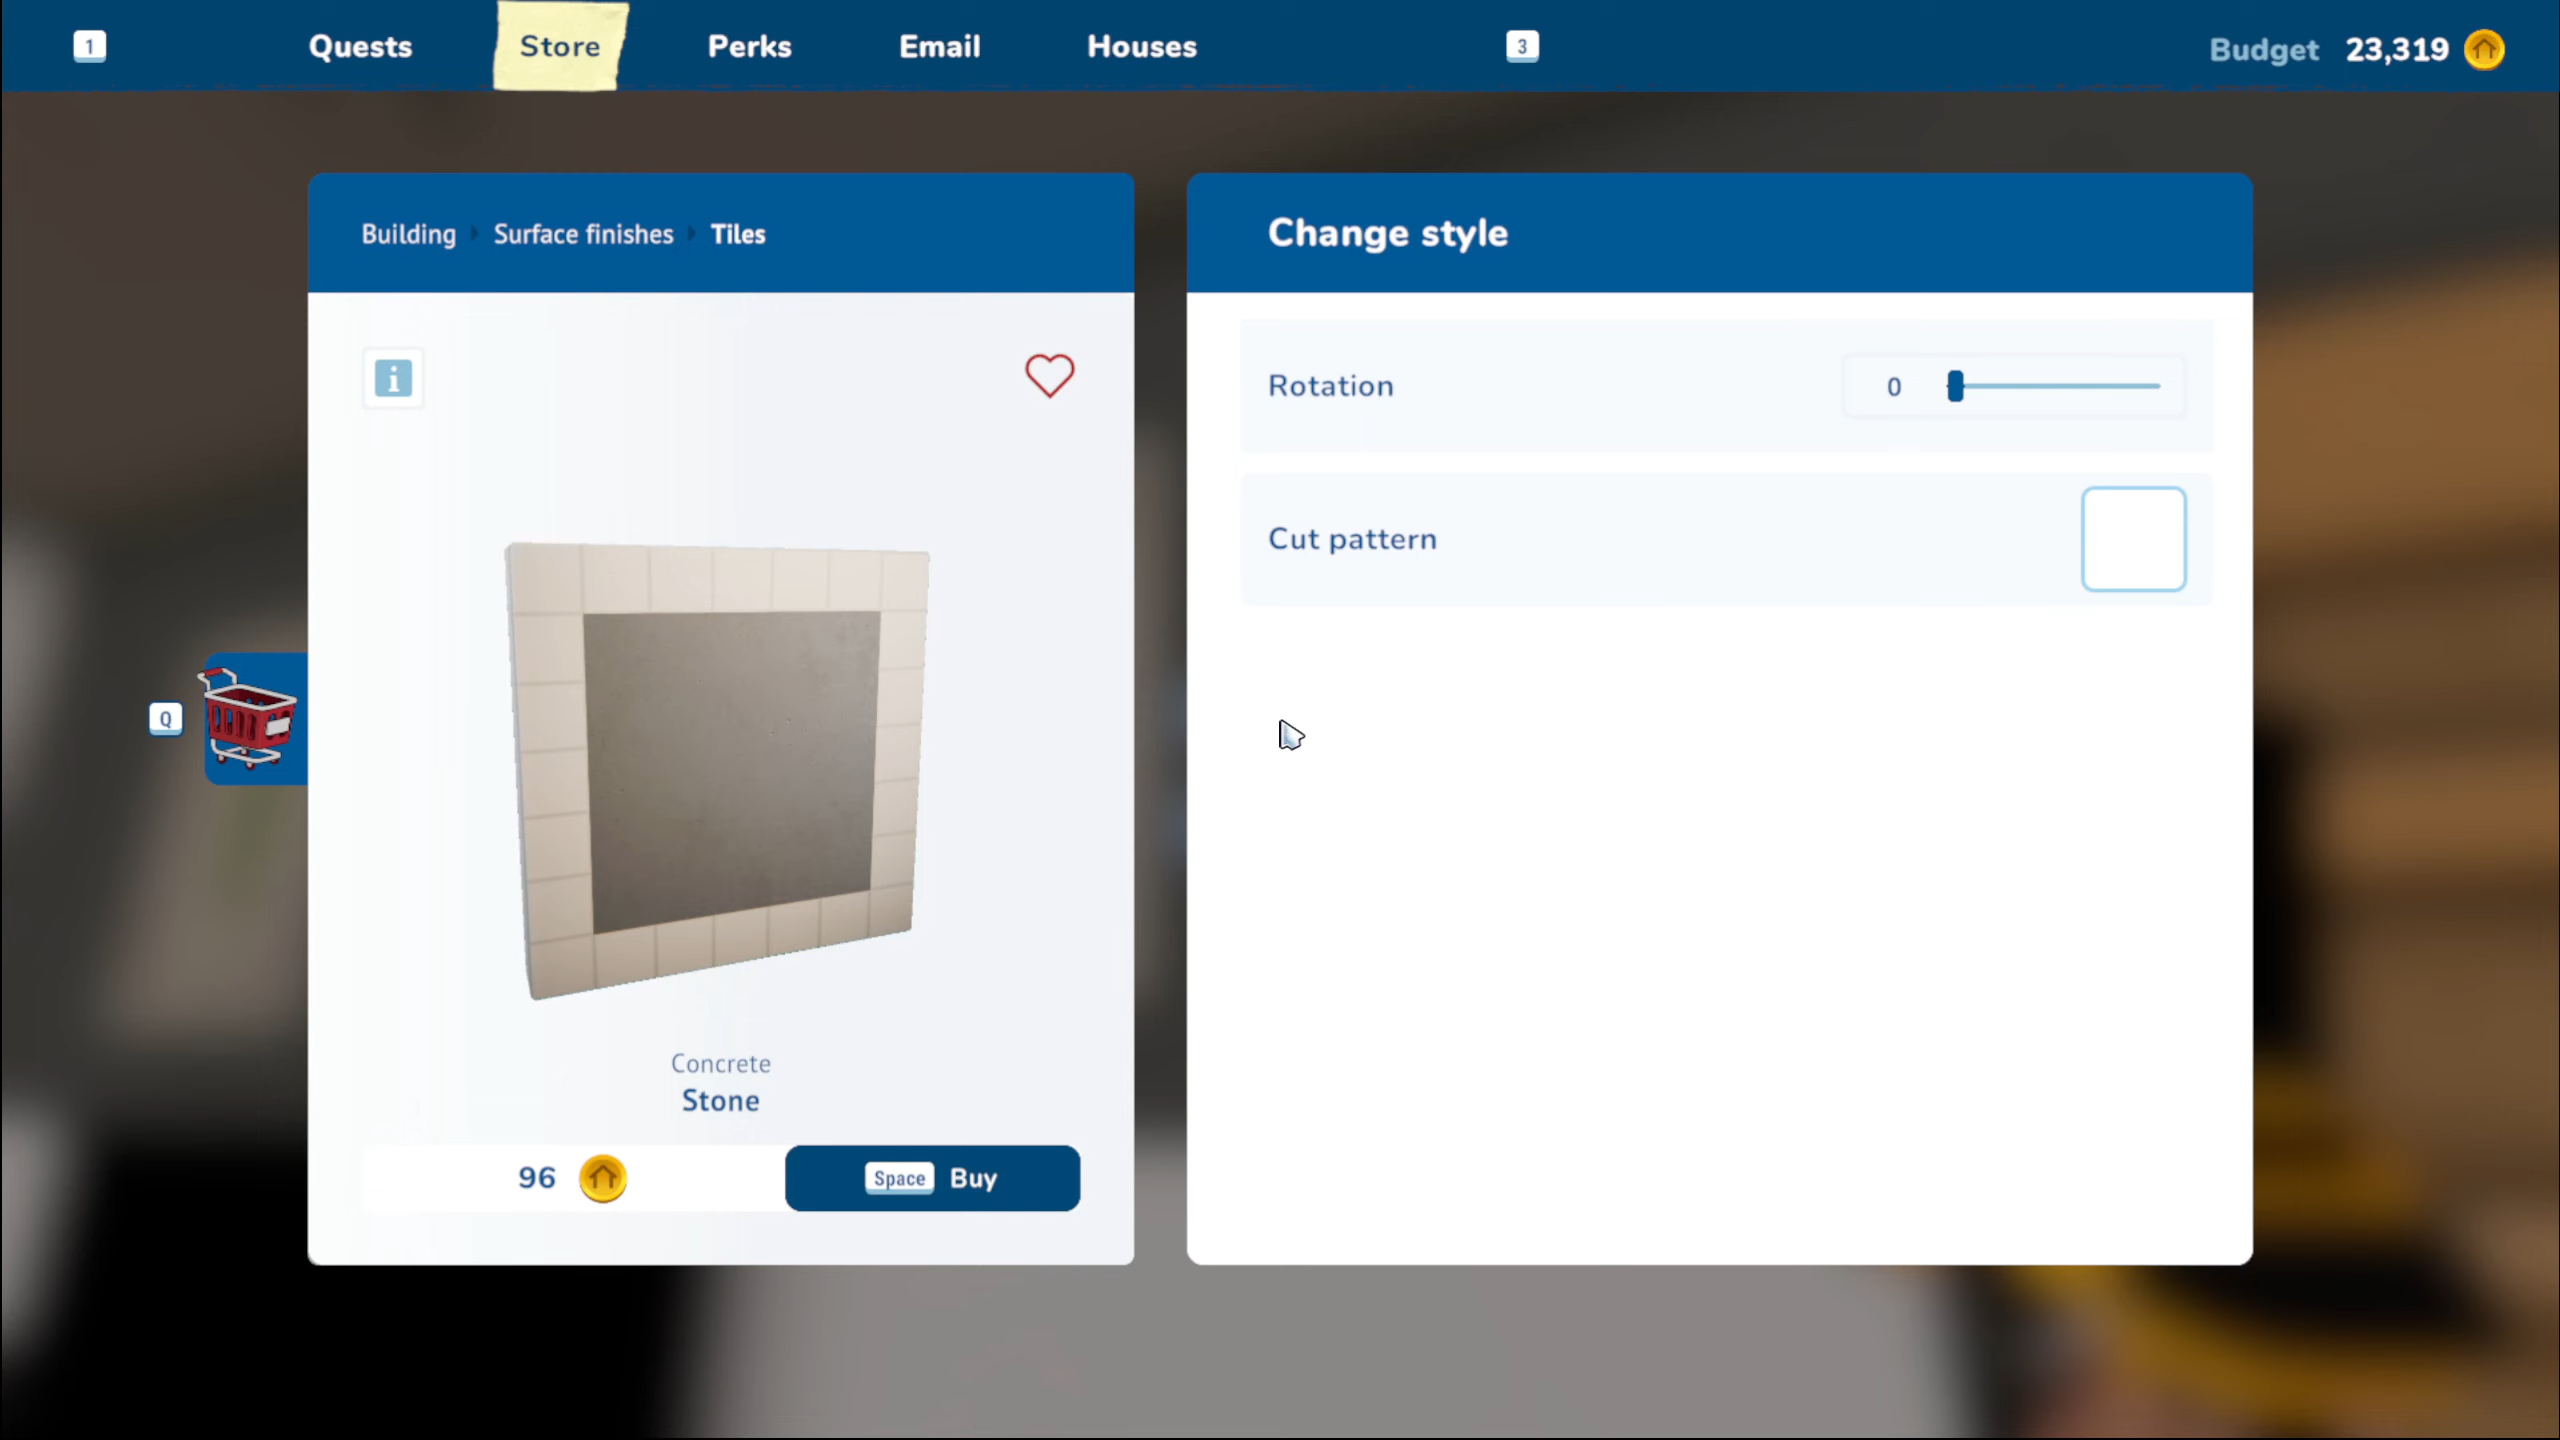 1 Quests Store Perks Email Houses 3 Budget 23,319
Building Surface finishes Tiles
i
Q
Concrete
Stone
96 Space Buy
Change style
Rotation 0
Cut pattern